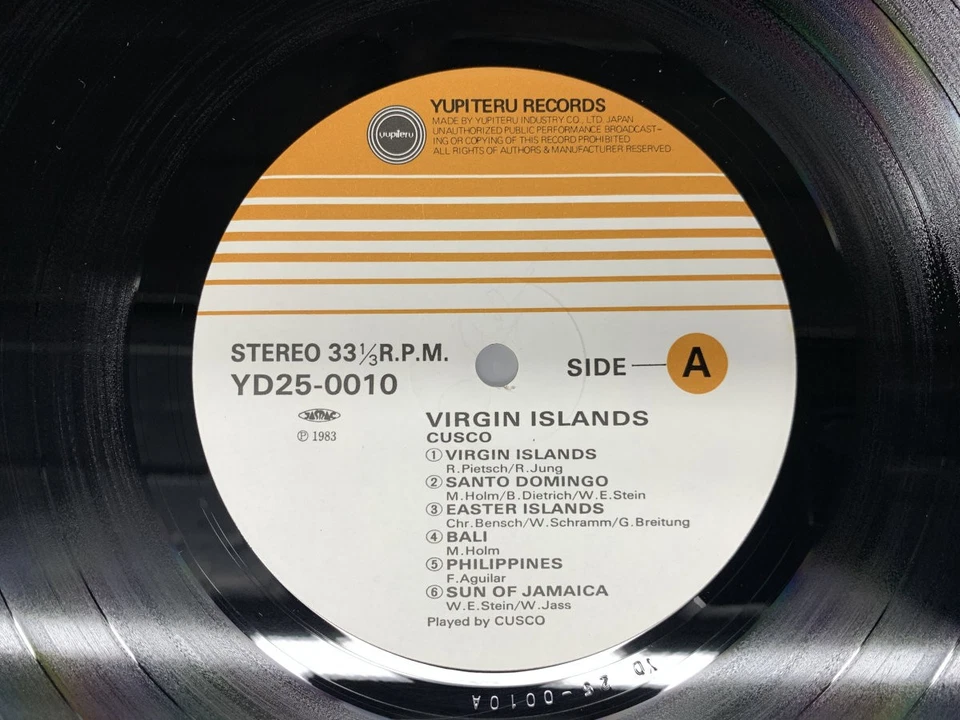 YUPITERU RECORDS
yupiteru
MADE BY YUPITERU INDUSTRY CO., LTD. JAPAN
UNAUTHORIZED PUBLIC PERFORMANCE BROADCAST-
ING OR COPYING OF THIS RECORD PROHIBITED
ALL RIGHTS OF AUTHORS & MANUFACTURER RESERVED
STEREO 33⅓R.P.M.
SIDE A
YD25-0010
JASRAC
Ⓟ 1983
VIRGIN ISLANDS
CUSCO
① VIRGIN ISLANDS
R.Pietsch/R.Jung
② SANTO DOMINGO
M.Holm/B.Dietrich/W.E.Stein
③ EASTER ISLANDS
Chr.Bensch/W.Schramm/G.Breitung
④ BALI
M.Holm
⑤ PHILIPPINES
F.Aguilar
⑥ SUN OF JAMAICA
W.E.Stein/W.Jass
Played by CUSCO
YD 25-0010A